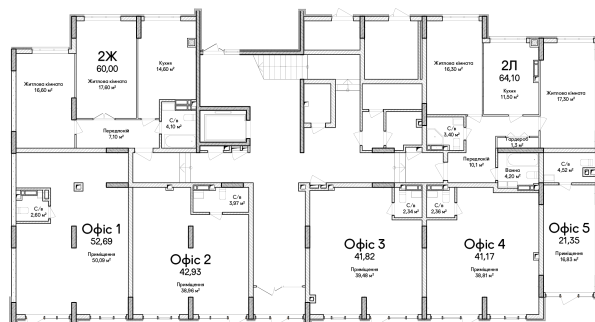 2Ж
60,00
Житлова кімната
16,60 м²
Житлова кімната
17,60 м²
Кухня
14,60 м²
С/в
4,10 м²
Передпокій
7,10 м²
Житлова кімната
16,30 м²
2Л
64,10
Кухня
11,50 м²
Житлова кімната
17,30 м²
С/в
3,40 м²
Гардероб
1,3 м²
Передпокій
10,1 м²
Ванна
4,20 м²
С/в
4,52 м²
С/в
2,60 м²
Офіс 1
52,69
Приміщення
50,09 м²
С/в
3,97 м²
Офіс 2
42,93
Приміщення
38,96 м²
Офіс 3
41,82
Приміщення
39,48 м²
С/в
2,34 м²
С/в
2,36 м²
Офіс 4
41,17
Приміщення
38,81 м²
Офіс 5
21,35
Приміщення
16,83 м²